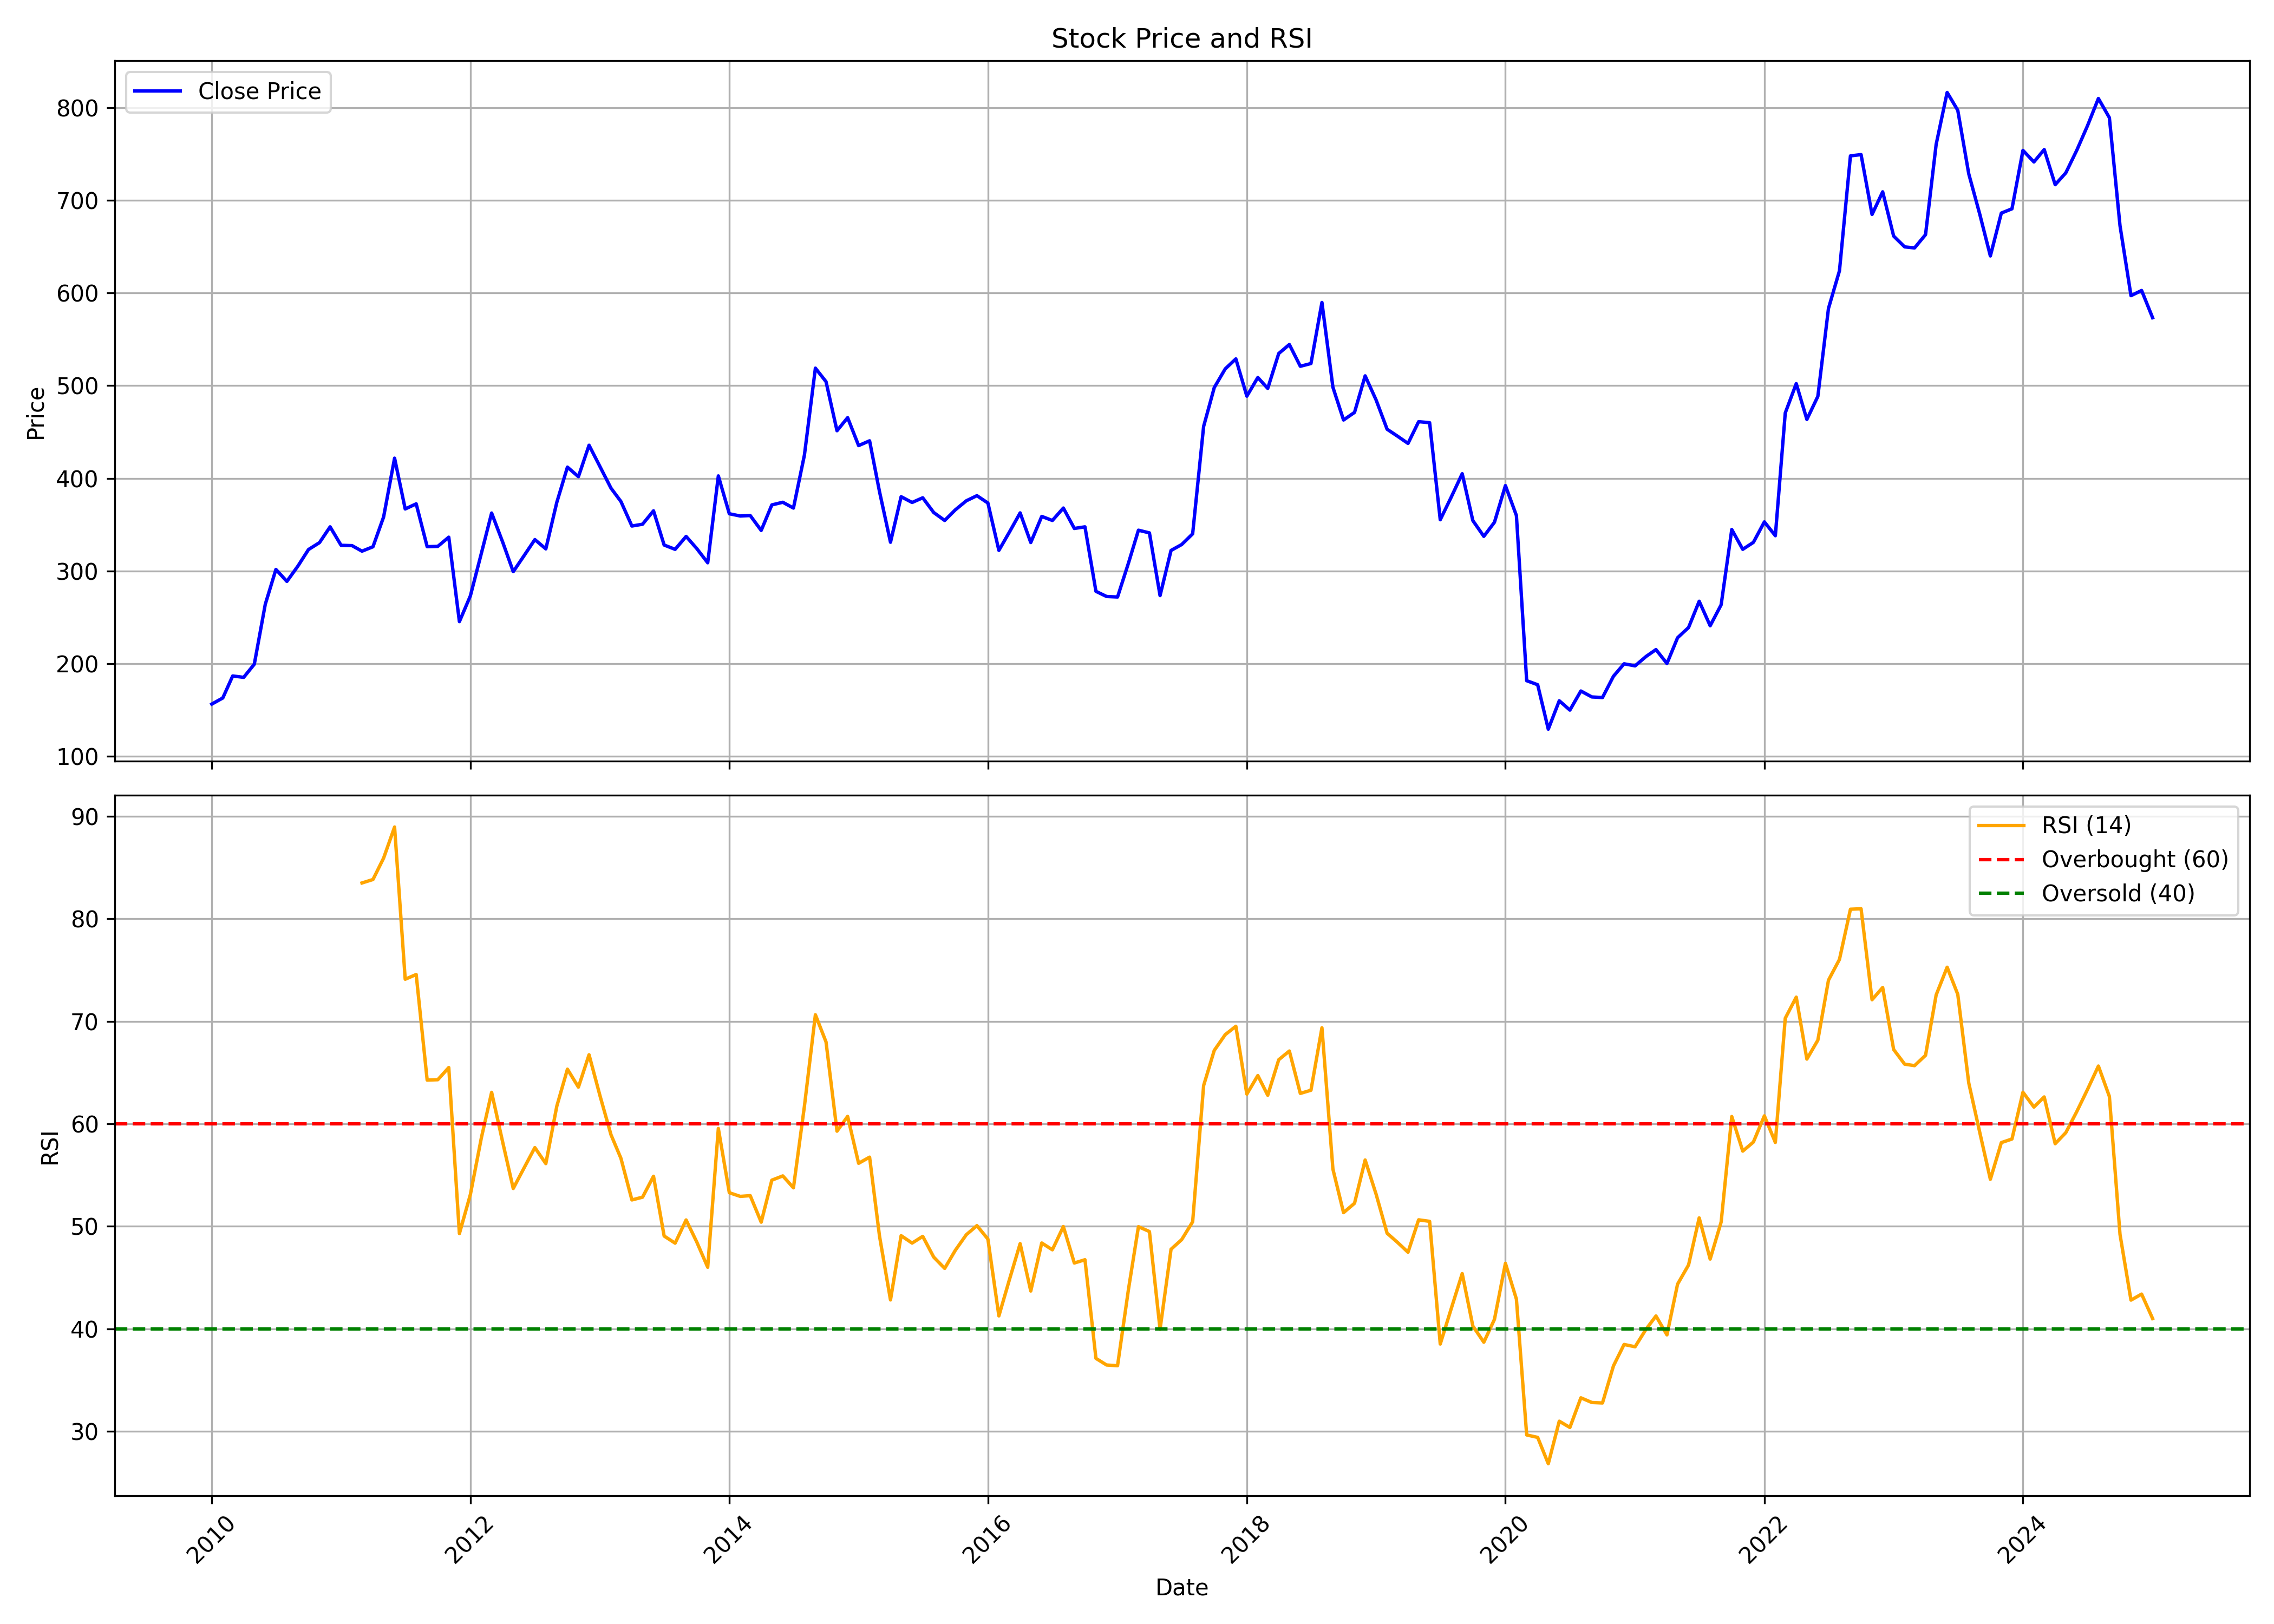 Stock Price and RSI
Close Price
Price
800
700
600
500
400
300
200
100
RSI (14)
Overbought (60)
Oversold (40)
RSI
90
80
70
60
50
40
30
2010
2012
2014
2016
2018
2020
2022
2024
Date